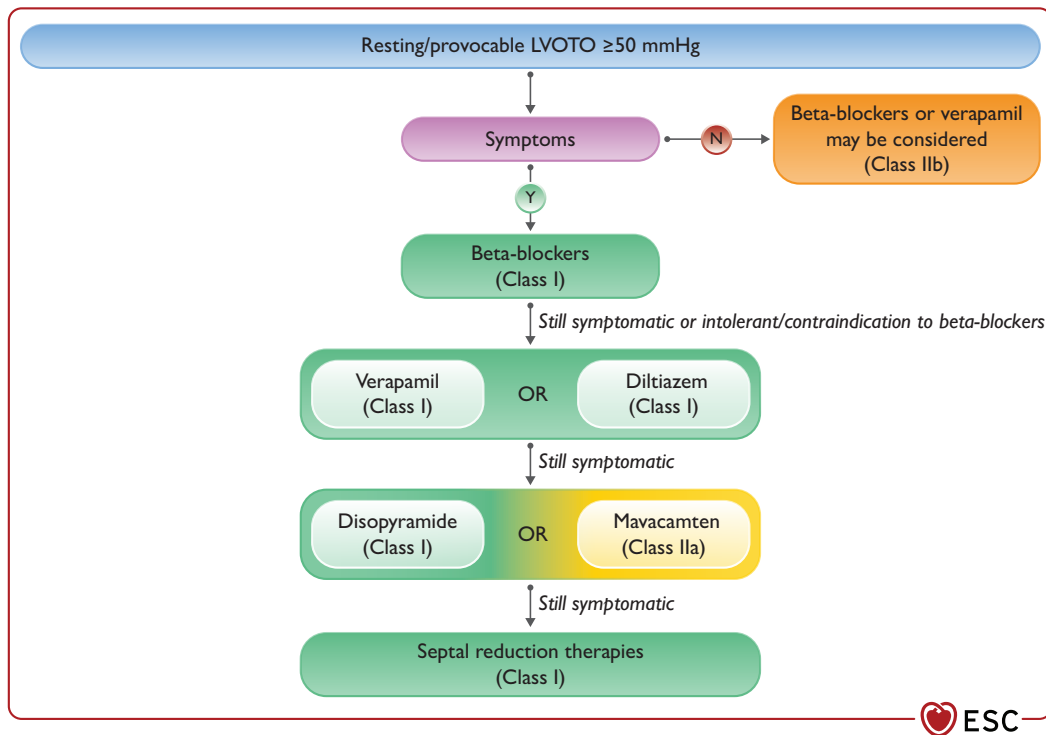 Resting/provocable LVOTO ≥50 mmHg
Symptoms
N
Beta-blockers or verapamil
may be considered
(Class IIb)
Y
Beta-blockers
(Class I)
Still symptomatic or intolerant/contraindication to beta-blockers
Verapamil
(Class I)
OR
Diltiazem
(Class I)
Still symptomatic
Disopyramide
(Class I)
OR
Mavacamten
(Class IIa)
Still symptomatic
Septal reduction therapies
(Class I)
ESC